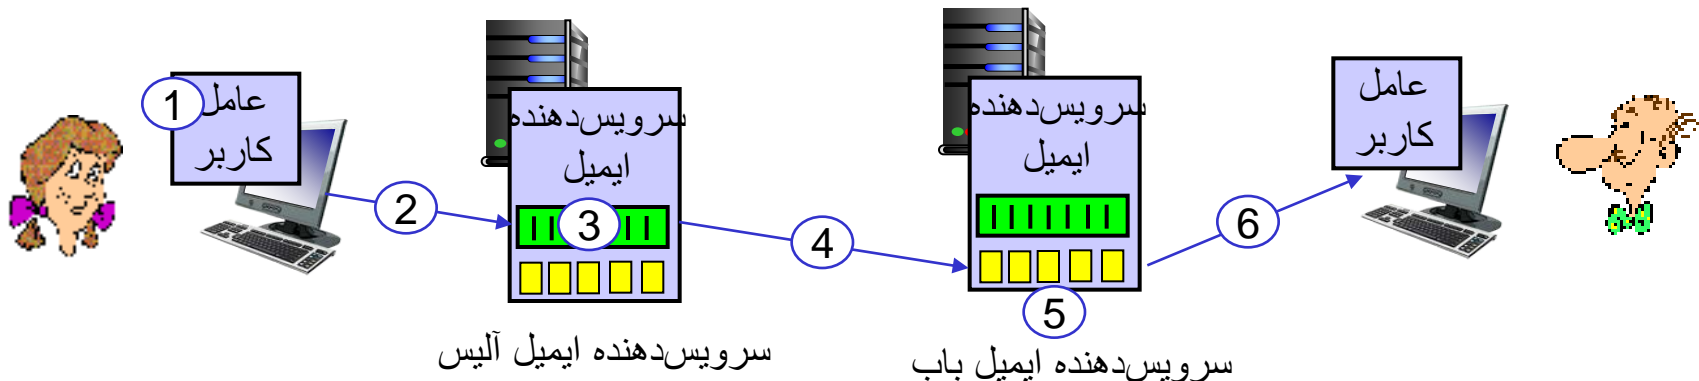 1
عامل
کاربر
2
سرویس‌دهنده
ایمیل
3
سرویس‌دهنده ایمیل آلیس
4
سرویس‌دهنده
ایمیل
5
سرویس‌دهنده ایمیل باب
6
عامل
کاربر